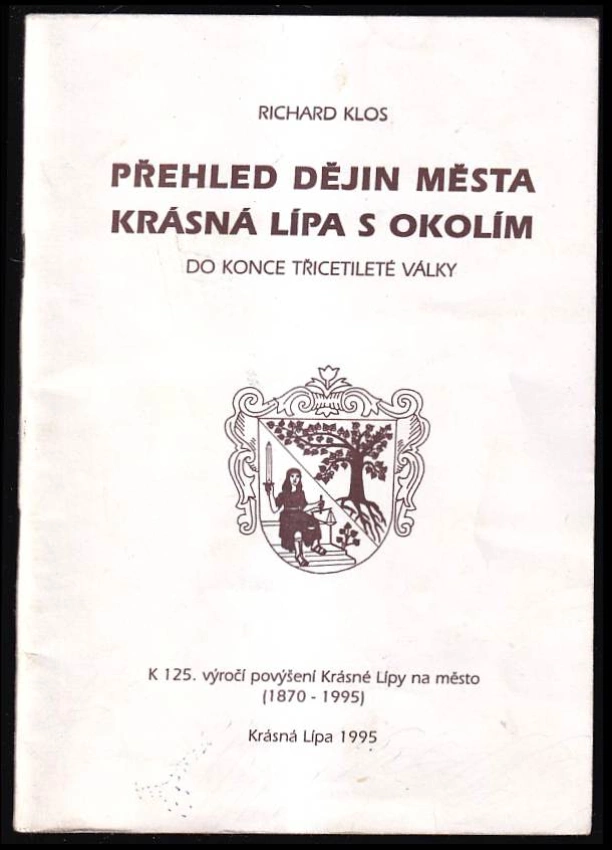 RICHARD KLOS
PŘEHLED DĚJIN MĚSTA
KRÁSNÁ LÍPA S OKOLÍM
DO KONCE TŘICETILETÉ VÁLKY
K 125. výročí povýšení Krásné Lípy na město
(1870 - 1995)
Krásná Lípa 1995